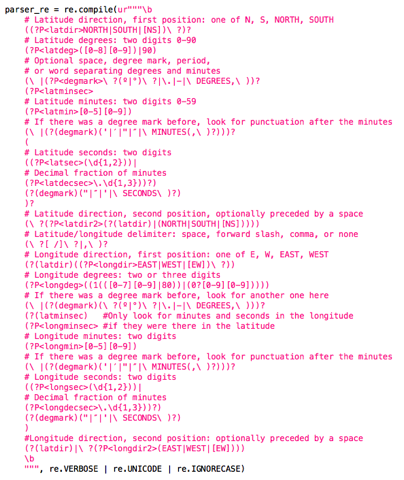 parser_re = re.compile(ur"""\b
# Latitude direction, first position: one of N, S, NORTH, SOUTH
((?P<latdir>NORTH|SOUTH|[NS])\ ?)?
# Latitude degrees: two digits 0-90
(?P<latdeg>([0-8][0-9])|90)
# Optional space, degree mark, period,
# or word separating degrees and minutes
(\ |(?P<degmark>\ ?(º|°)\ ?|\.|-|\ DEGREES,\ ))?
(?P<latminsec>
# Latitude minutes: two digits 0-59
(?P<latmin>[0-5][0-9])
# If there was a degree mark before, look for punctuation after the minutes
(\ |(?(degmark)('|′|"|″|\ MINUTES(,\ )?)))?
(
# Latitude seconds: two digits
((?P<latsec>(\d{1,2}))|
# Decimal fraction of minutes
(?P<latdecsec>\.\d{1,3}))?)
(?(degmark)("|″|'|\ SECONDS\ )?)
)?
# Latitude direction, second position, optionally preceded by a space
(\ ?(?P<latdir2>(?(latdir)|(NORTH|SOUTH|[NS]))))
# Latitude/longitude delimiter: space, forward slash, comma, or none
(\ ?[ /]\ ?|,\ )?
# Longitude direction, first position: one of E, W, EAST, WEST
(?(latdir)((?P<longdir>EAST|WEST|[EW])\ ?))
# Longitude degrees: two or three digits
(?P<longdeg>((1(([0-7][0-9]|80))|(0?[0-9][0-9]))))
# If there was a degree mark before, look for another one here
(\ |(?(degmark)(\ ?(º|°)\ ?|\.|-|\ DEGREES,\ )))?
(?(latminsec)   #Only look for minutes and seconds in the longitude
(?P<longminsec> #if they were there in the latitude
# Longitude minutes: two digits
(?P<longmin>[0-5][0-9])
# If there was a degree mark before, look for punctuation after the minutes
(\ |(?(degmark)('|′|"|″|\ MINUTES(,\ )?)))?
# Longitude seconds: two digits
((?P<longsec>(\d{1,2}))|
# Decimal fraction of minutes
(?P<longdecsec>\.\d{1,3}))?)
(?(degmark)("|″|'|\ SECONDS\ )?)
)
#Longitude direction, second position: optionally preceded by a space
(?(latdir)|\ ?(?P<longdir2>(EAST|WEST|[EW])))
\b
""", re.VERBOSE | re.UNICODE | re.IGNORECASE)